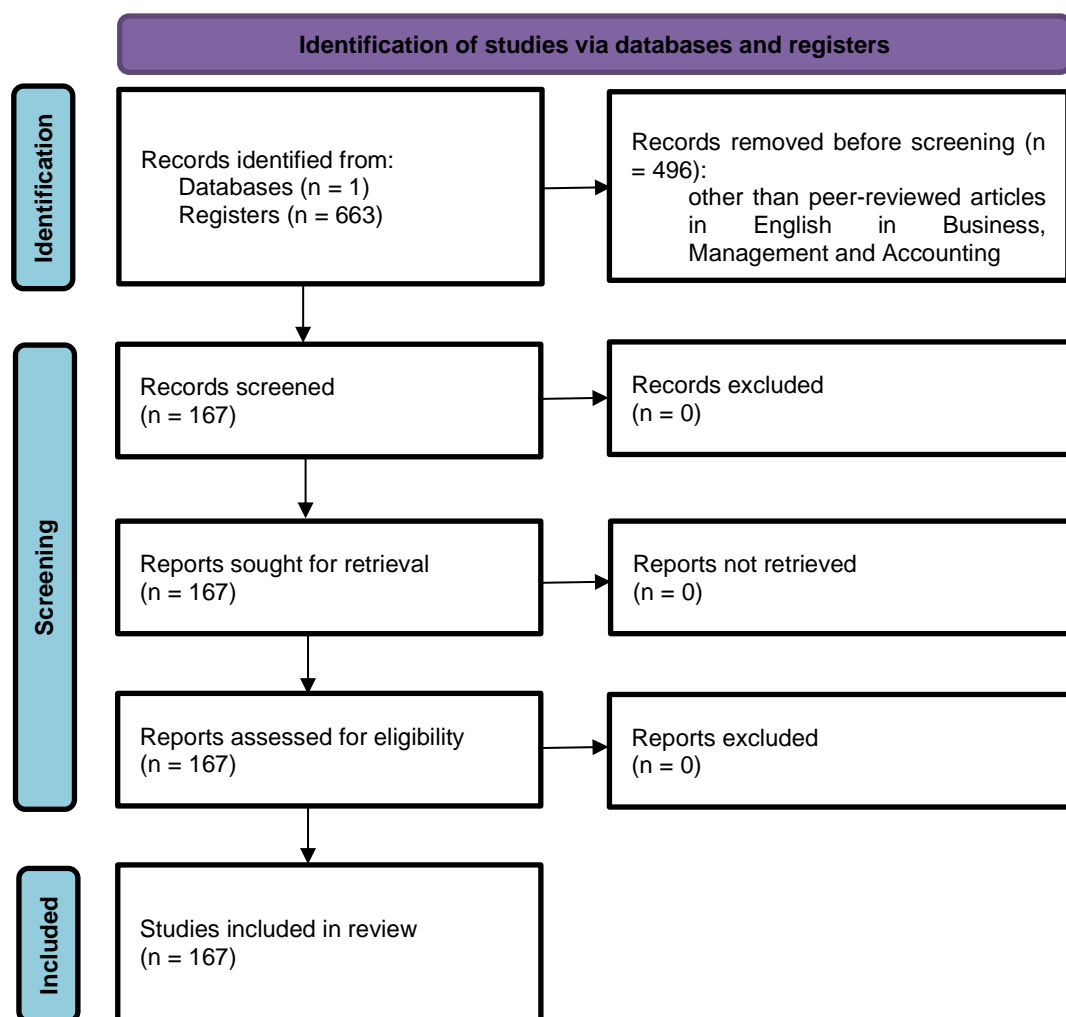 Identification of studies via databases and registers
Identification
Records identified from:
Databases (n = 1)
Registers (n = 663)
Records removed before screening (n
= 496):
other than peer-reviewed articles
in English in Business,
Management and Accounting
Screening
Records screened
(n = 167)
Records excluded
(n = 0)
Reports sought for retrieval
(n = 167)
Reports not retrieved
(n = 0)
Reports assessed for eligibility
(n = 167)
Reports excluded
(n = 0)
Included
Studies included in review
(n = 167)